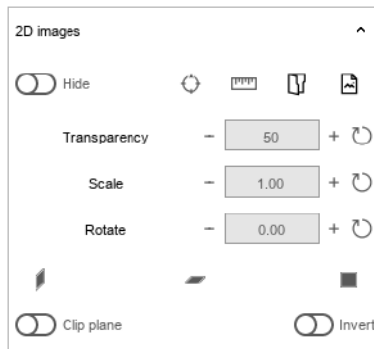 2D images
Hide
Transparency - 50 +
Scale - 1.00 +
Rotate - 0.00 +
Clip plane Invert